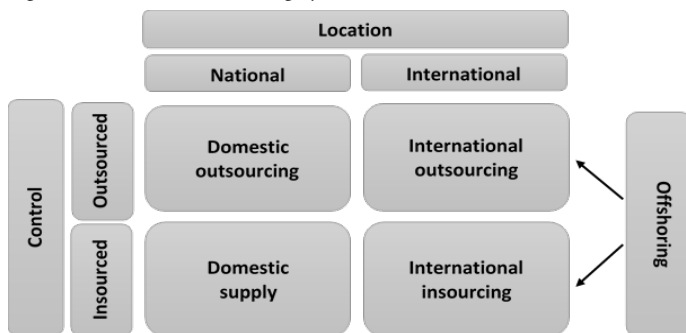 Location
National
International
Control
Outsourced
Domestic
outsourcing
International
outsourcing
Insourced
Domestic
supply
International
insourcing
Offshoring